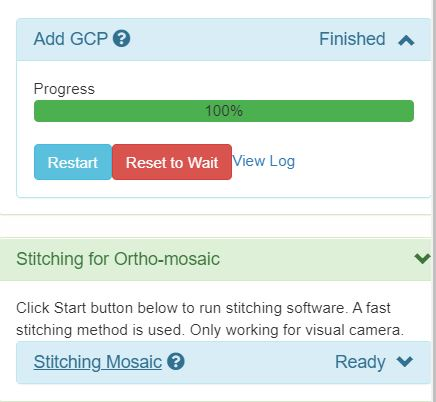 Add GCP ? Finished
Progress
100%
Restart Reset to Wait View Log
Stitching for Ortho-mosaic
Click Start button below to run stitching software. A fast
stitching method is used. Only working for visual camera.
Stitching Mosaic ? Ready